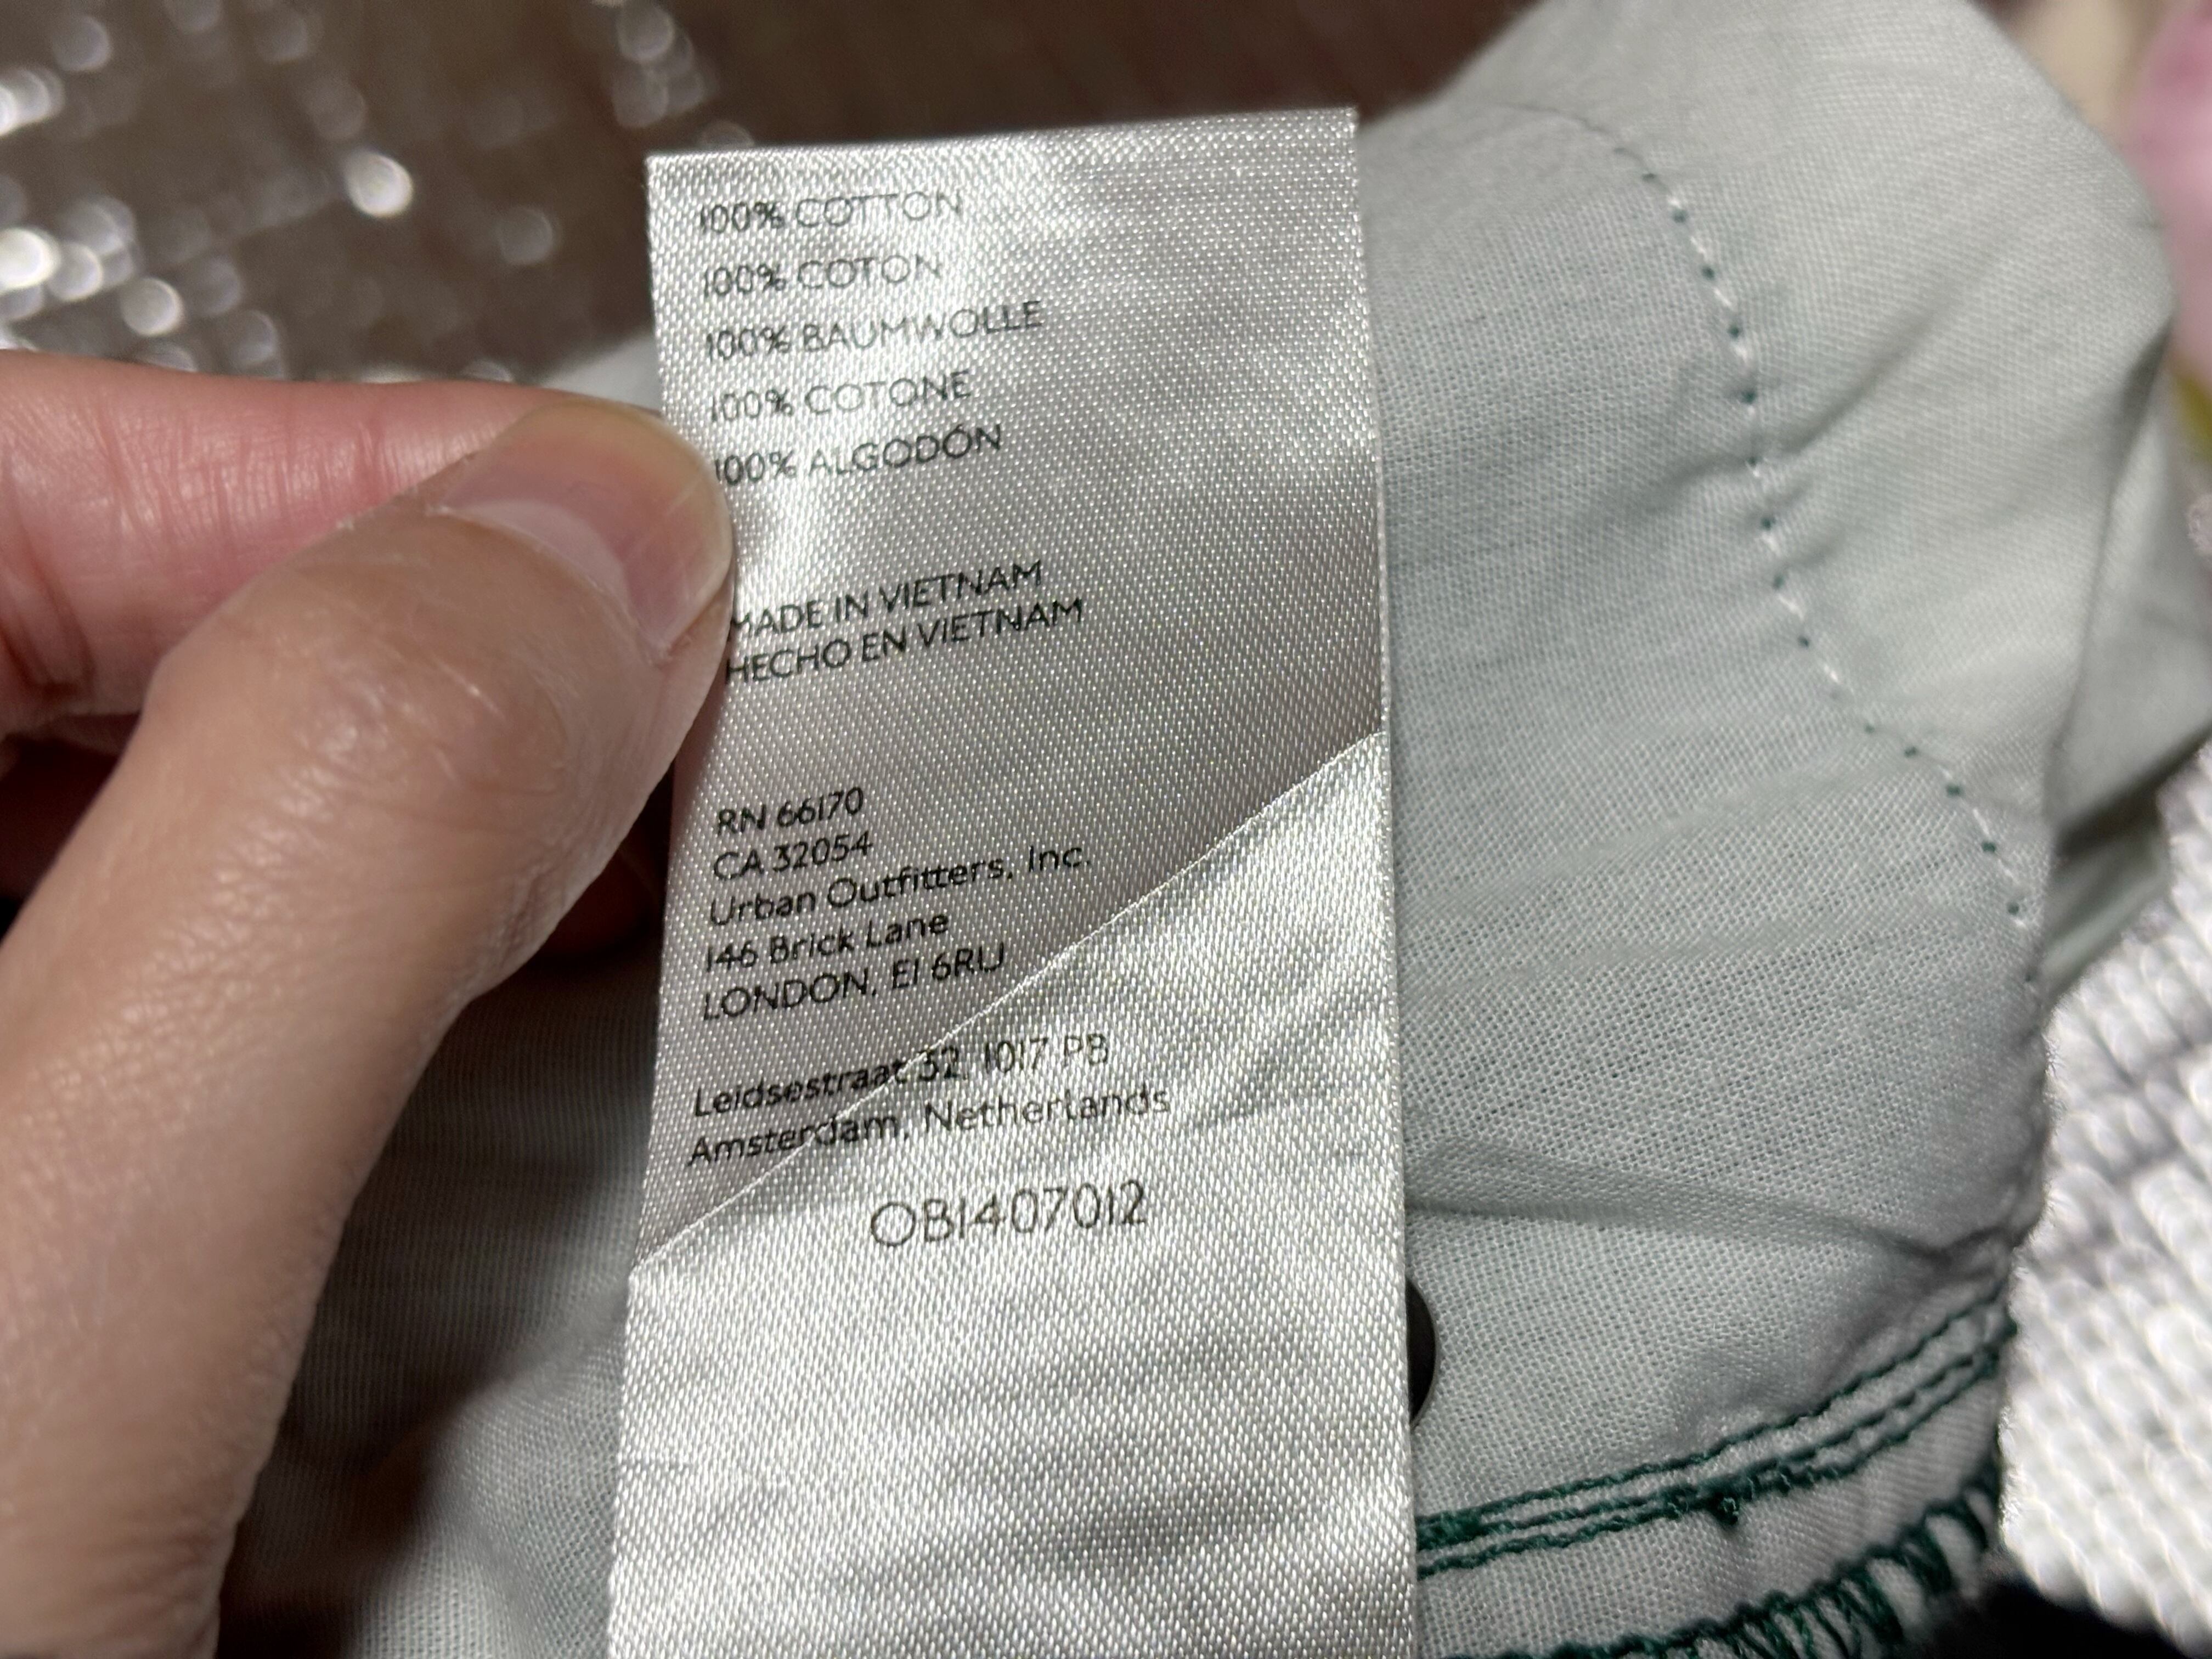 100% COTTON
100% COTON
100% BAUMWOLLE
100% COTONE
100% ALGODÓN
MADE IN VIETNAM
HECHO EN VIETNAM
RN 66170
CA 32054
Urban Outfitters, Inc.
146 Brick Lane
LONDON, E1 6RU
Leidsestraat 32, 1017 PB
Amsterdam, Netherlands
OB1407012